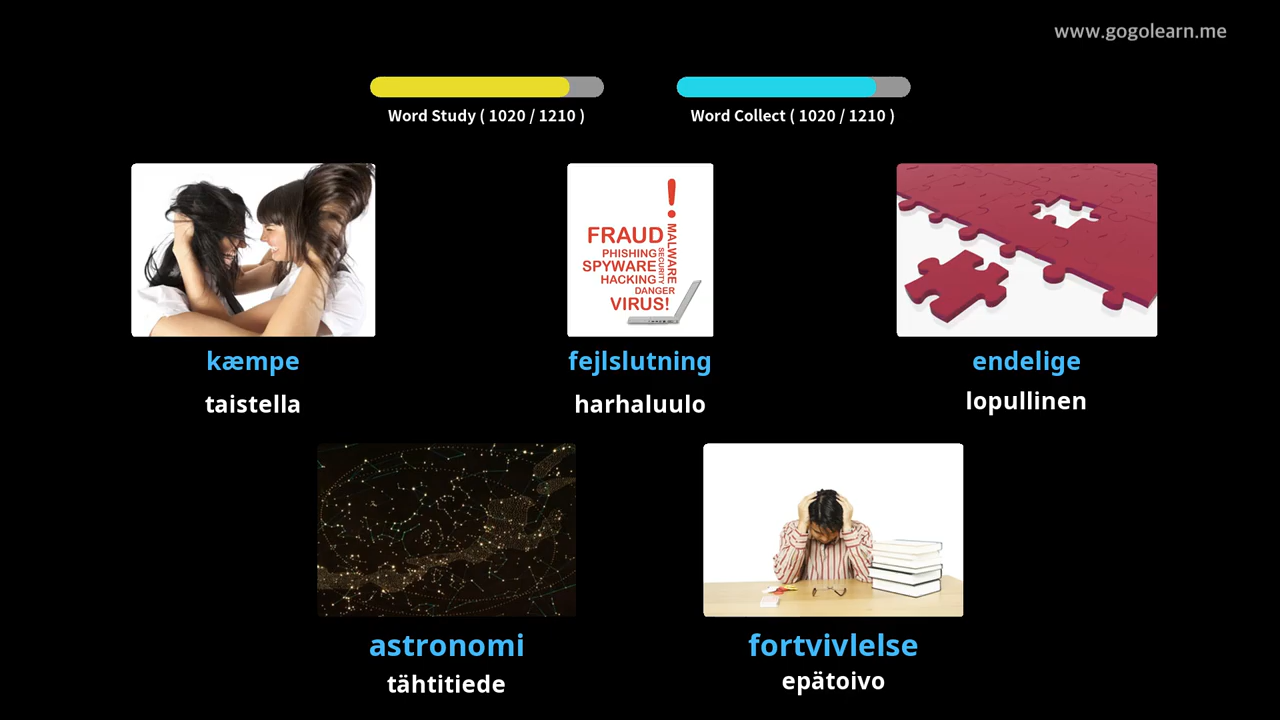 www.gogolearn.me
Word Study ( 1020 / 1210 )
Word Collect ( 1020 / 1210 )
FRAUD
PHISHING
SPYWARE
HACKING
DANGER
VIRUS!
SECURITY
MALWARE
!
kæmpe
taistella
fejlslutning
harhaluulo
endelige
lopullinen
astronomi
tähtitiede
fortvivlelse
epätoivo